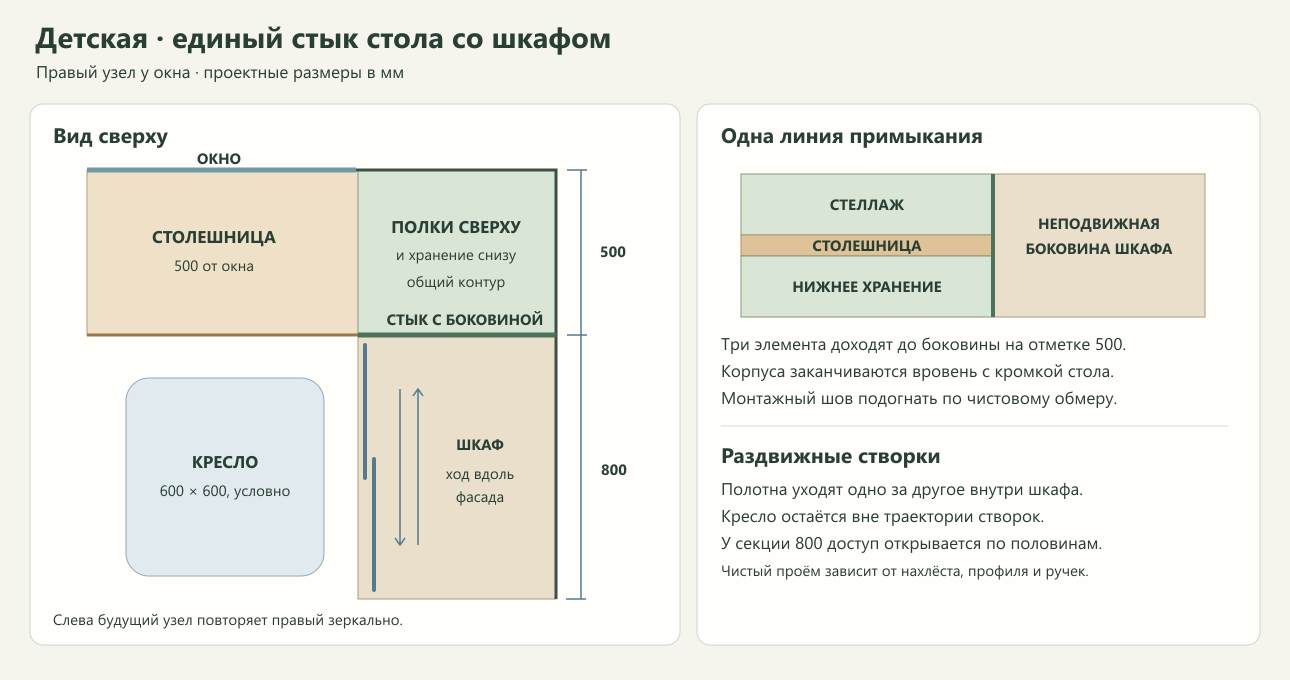 Детская · единый стык стола со шкафом
Правый узел у окна · проектные размеры в мм
Вид сверху
ОКНО
СТОЛЕШНИЦА
500 от окна
ПОЛКИ СВЕРХУ
и хранение снизу
общий контур
СТЫК С БОКОВИНОЙ
500
КРЕСЛО
600 × 600, условно
ШКАФ
ход вдоль
фасада
800
Слева будущий узел повторяет правый зеркально.
Одна линия примыкания
СТЕЛЛАЖ
СТОЛЕШНИЦА
НИЖНЕЕ ХРАНЕНИЕ
НЕПОДВИЖНАЯ
БОКОВИНА ШКАФА
Три элемента доходят до боковины на отметке 500.
Корпуса заканчиваются вровень с кромкой стола.
Монтажный шов подогнать по чистовому обмеру.
Раздвижные створки
Полотна уходят одно за другое внутри шкафа.
Кресло остаётся вне траектории створок.
У секции 800 доступ открывается по половинам.
Чистый проём зависит от нахлёста, профиля и ручек.